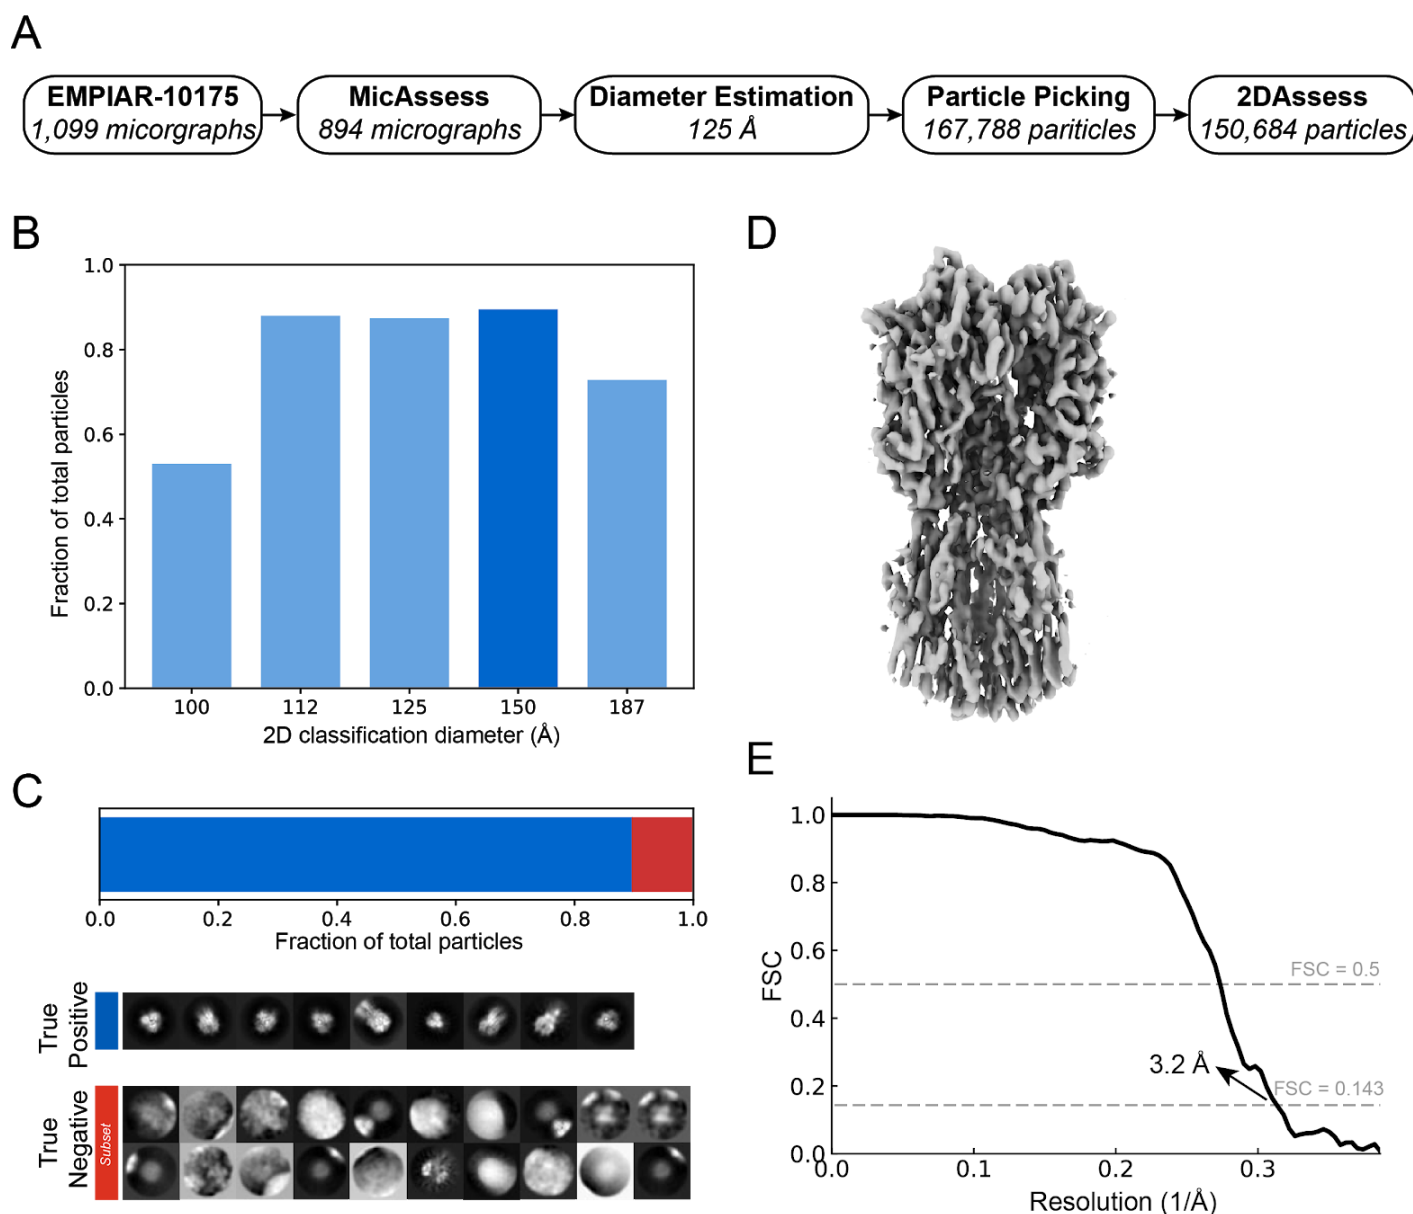 A
EMPIAR-10175
1,099 micorgraphs
MicAssess
894 micrographs
Diameter Estimation
125 Å
Particle Picking
167,788 pariticles
2DAssess
150,684 particles
B
1.0
0.8
0.6
0.4
0.2
0.0
Fraction of total particles
100 112 125 150 187
2D classification diameter (Å)
C
0.0 0.2 0.4 0.6 0.8 1.0
Fraction of total particles
True
Positive
True
Negative
Subset
D
E
1.0
0.8
0.6
0.4
0.2
0.0
FSC
FSC = 0.5
3.2 Å
FSC = 0.143
0.0 0.1 0.2 0.3
Resolution (1/Å)